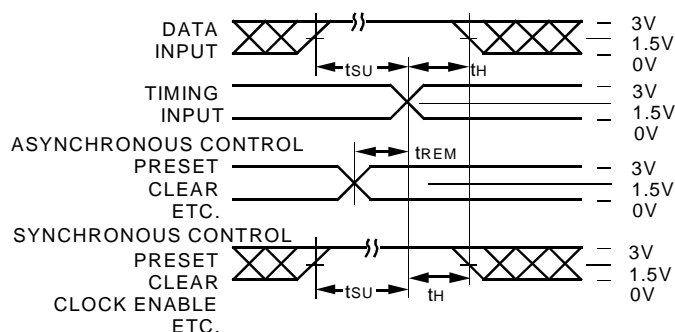 DATA
INPUT
3V
1.5V
0V
tSU
tH
TIMING
INPUT
3V
1.5V
0V
ASYNCHRONOUS CONTROL
PRESET
CLEAR
ETC.
tREM
3V
1.5V
0V
SYNCHRONOUS CONTROL
PRESET
CLEAR
CLOCK ENABLE
ETC.
tSU
tH
3V
1.5V
0V